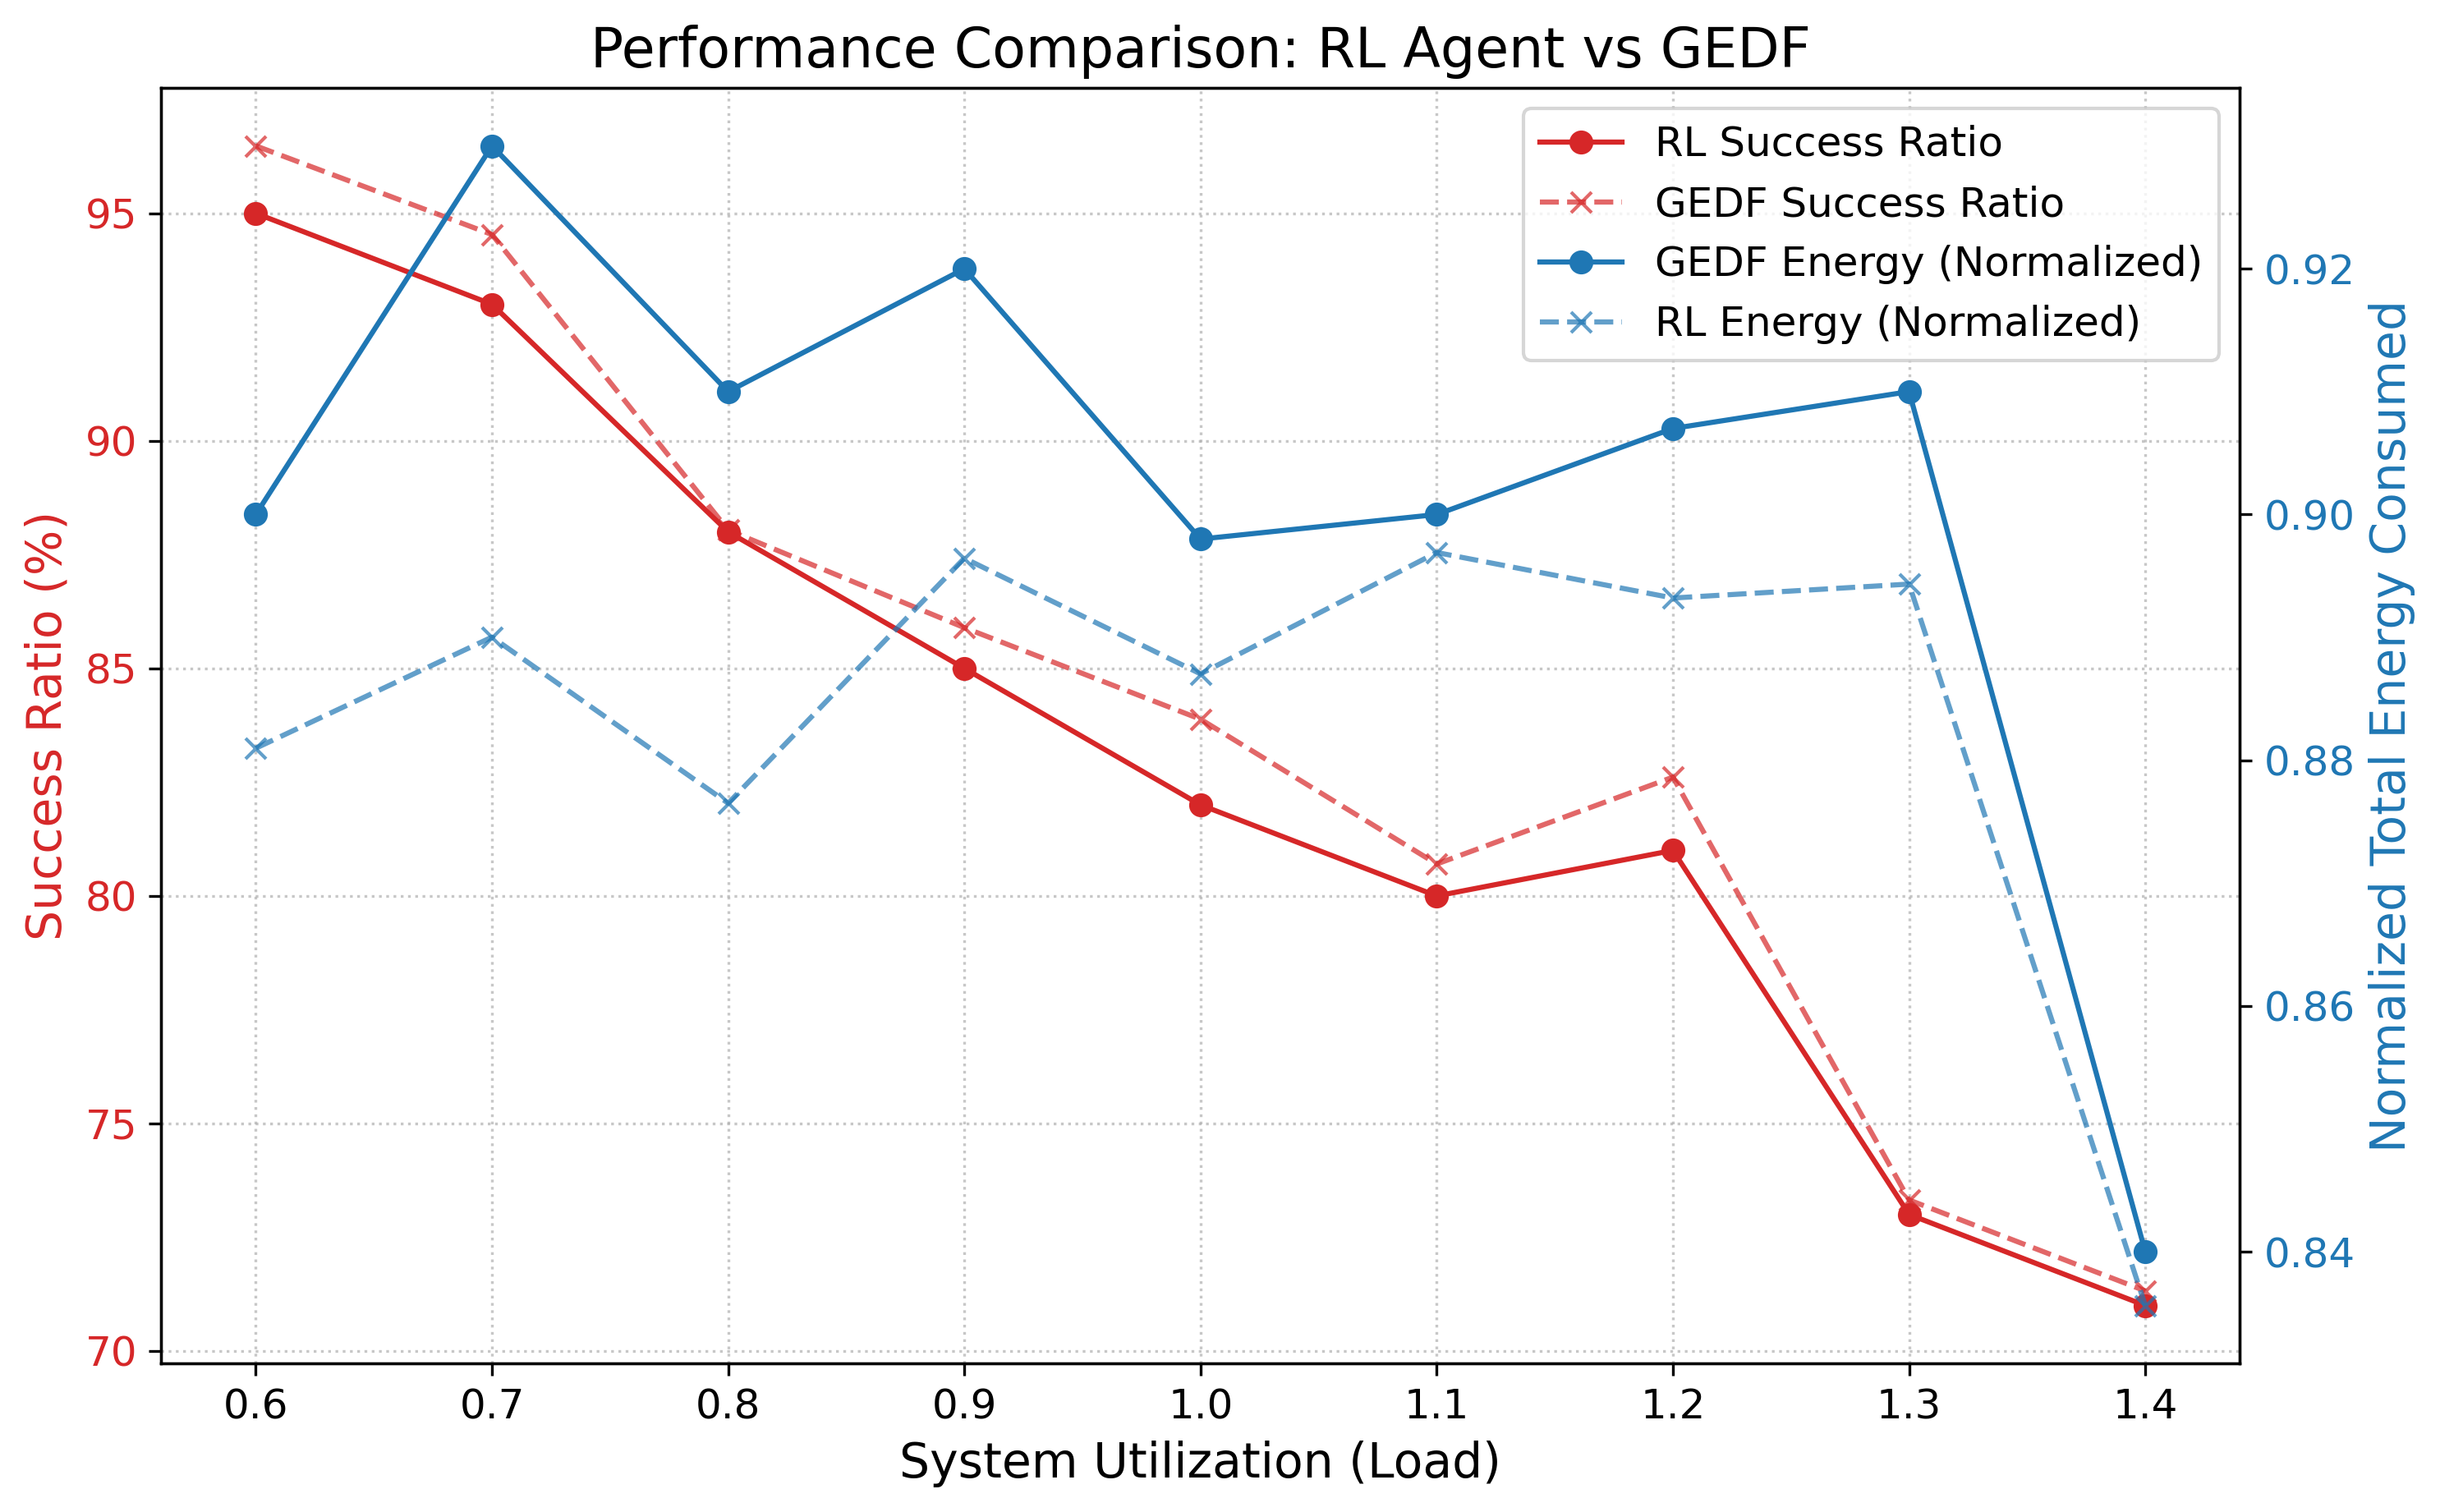 Performance Comparison: RL Agent vs GEDF
RL Success Ratio
GEDF Success Ratio
GEDF Energy (Normalized)
RL Energy (Normalized)
Success Ratio (%)
95
90
85
80
75
70
0.92
0.90
0.88
0.86
0.84
Normalized Total Energy Consumed
0.6 0.7 0.8 0.9 1.0 1.1 1.2 1.3 1.4
System Utilization (Load)